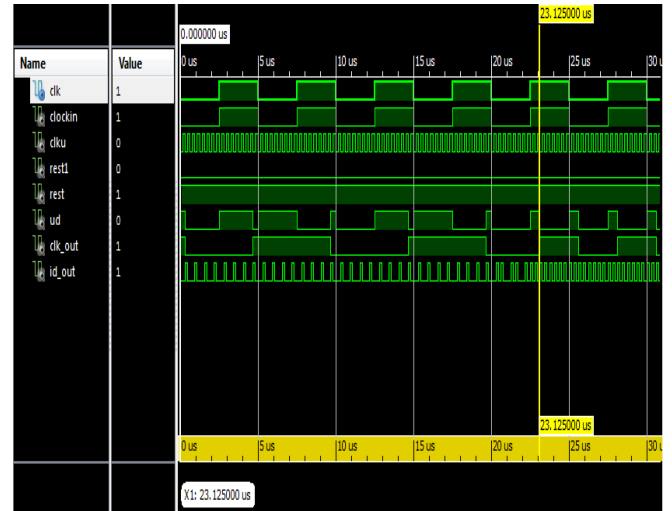 23.125000 us
0.000000 us
Name Value
0 us 5 us 10 us 15 us 20 us 25 us 30 u
clk 1
clockin 1
clku 0
rest1 0
rest 1
ud 0
clk_out 1
id_out 1
23.125000 us
0 us 5 us 10 us 15 us 20 us 25 us 30 u
X1: 23.125000 us